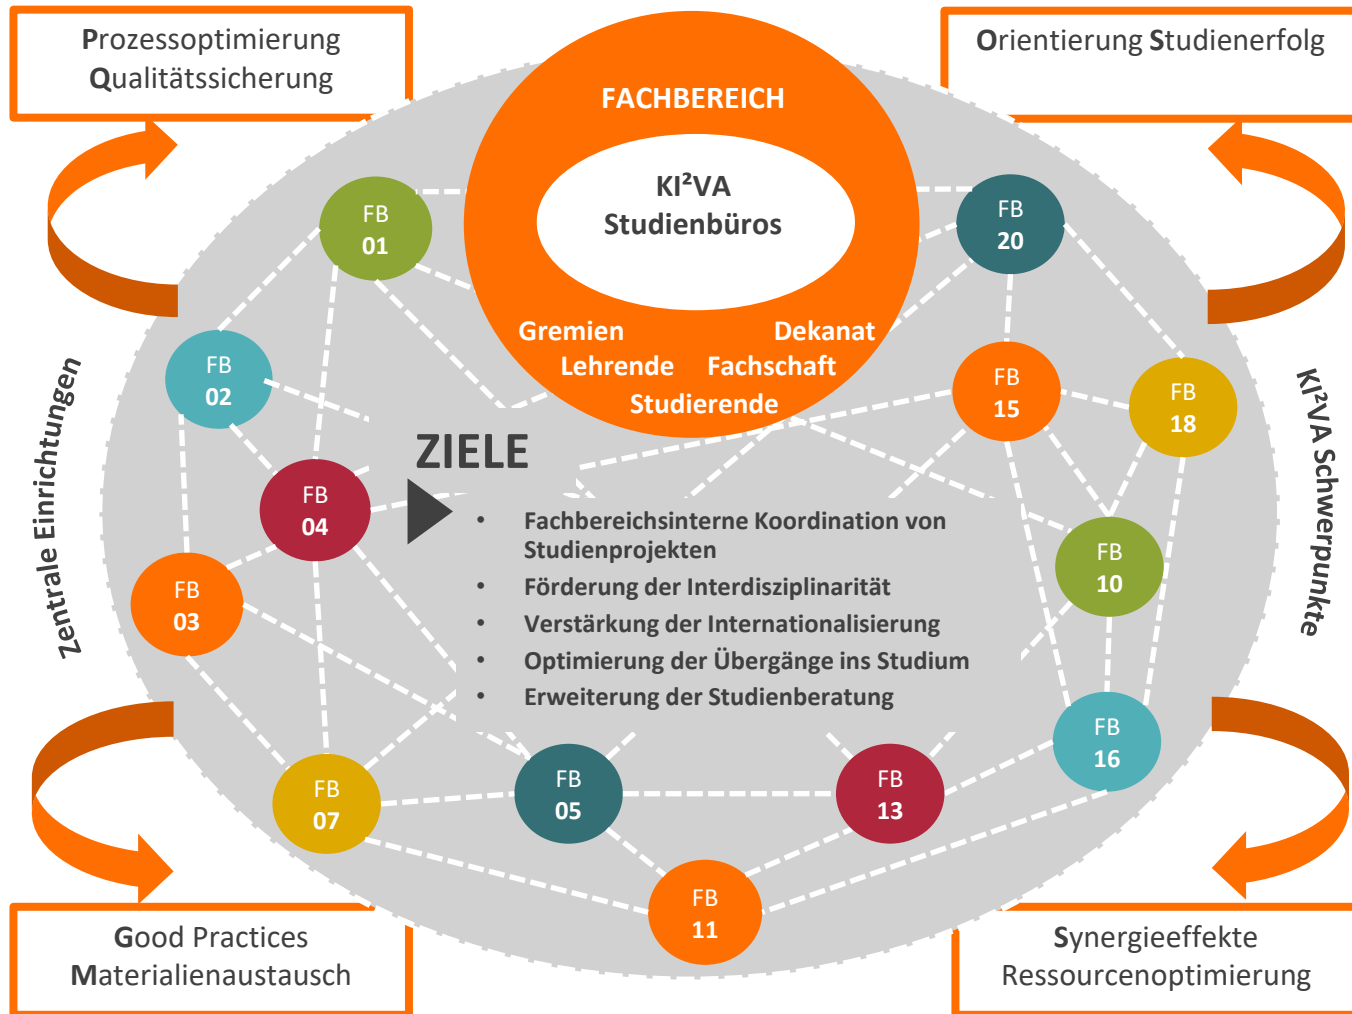 Prozessoptimierung
Qualitätssicherung
Orientierung Studienerfolg
FACHBEREICH
KI²VA
Studienbüros
Gremien
Dekanat
Lehrende
Fachschaft
Studierende
FB
01
FB
20
FB
02
FB
15
FB
18
FB
04
FB
03
FB
10
FB
16
FB
07
FB
05
FB
13
FB
11
Zentrale Einrichtungen
KI²VA Schwerpunkte
ZIELE
• Fachbereichsinterne Koordination von
Studienprojekten
• Förderung der Interdisziplinarität
• Verstärkung der Internationalisierung
• Optimierung der Übergänge ins Studium
• Erweiterung der Studienberatung
Good Practices
Materialienaustausch
Synergieeffekte
Ressourcenoptimierung